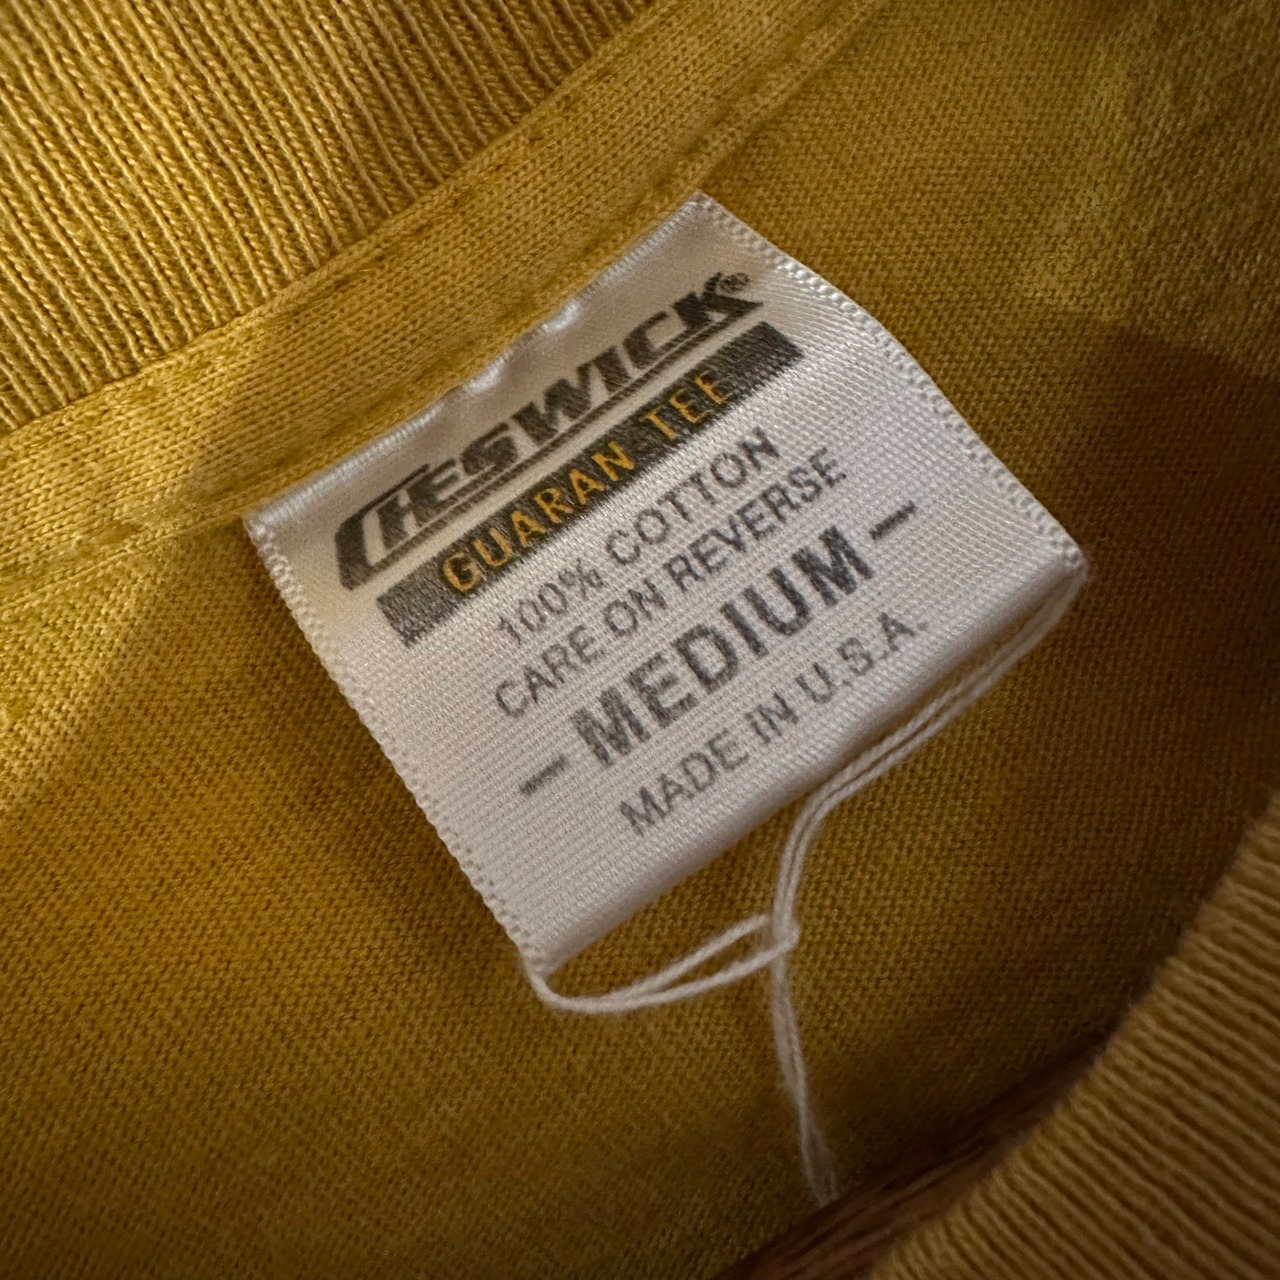 CHESWICK®
GUARAN TEE
100% COTTON
CARE ON REVERSE
— MEDIUM —
MADE IN U.S.A.